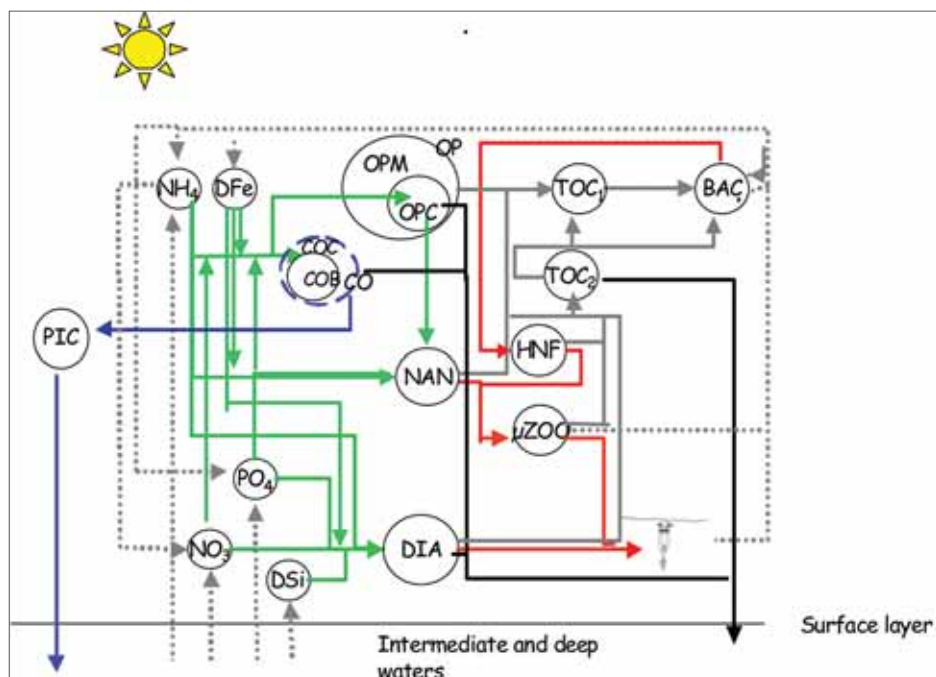 OP
OPM
NH4
DFe
OPC
TOC1
BAC
COC
COB
CO
TOC2
PIC
HNF
NAN
µZOO
PO4
NO3
DIA
DSi
Surface layer
Intermediate and deep
waters